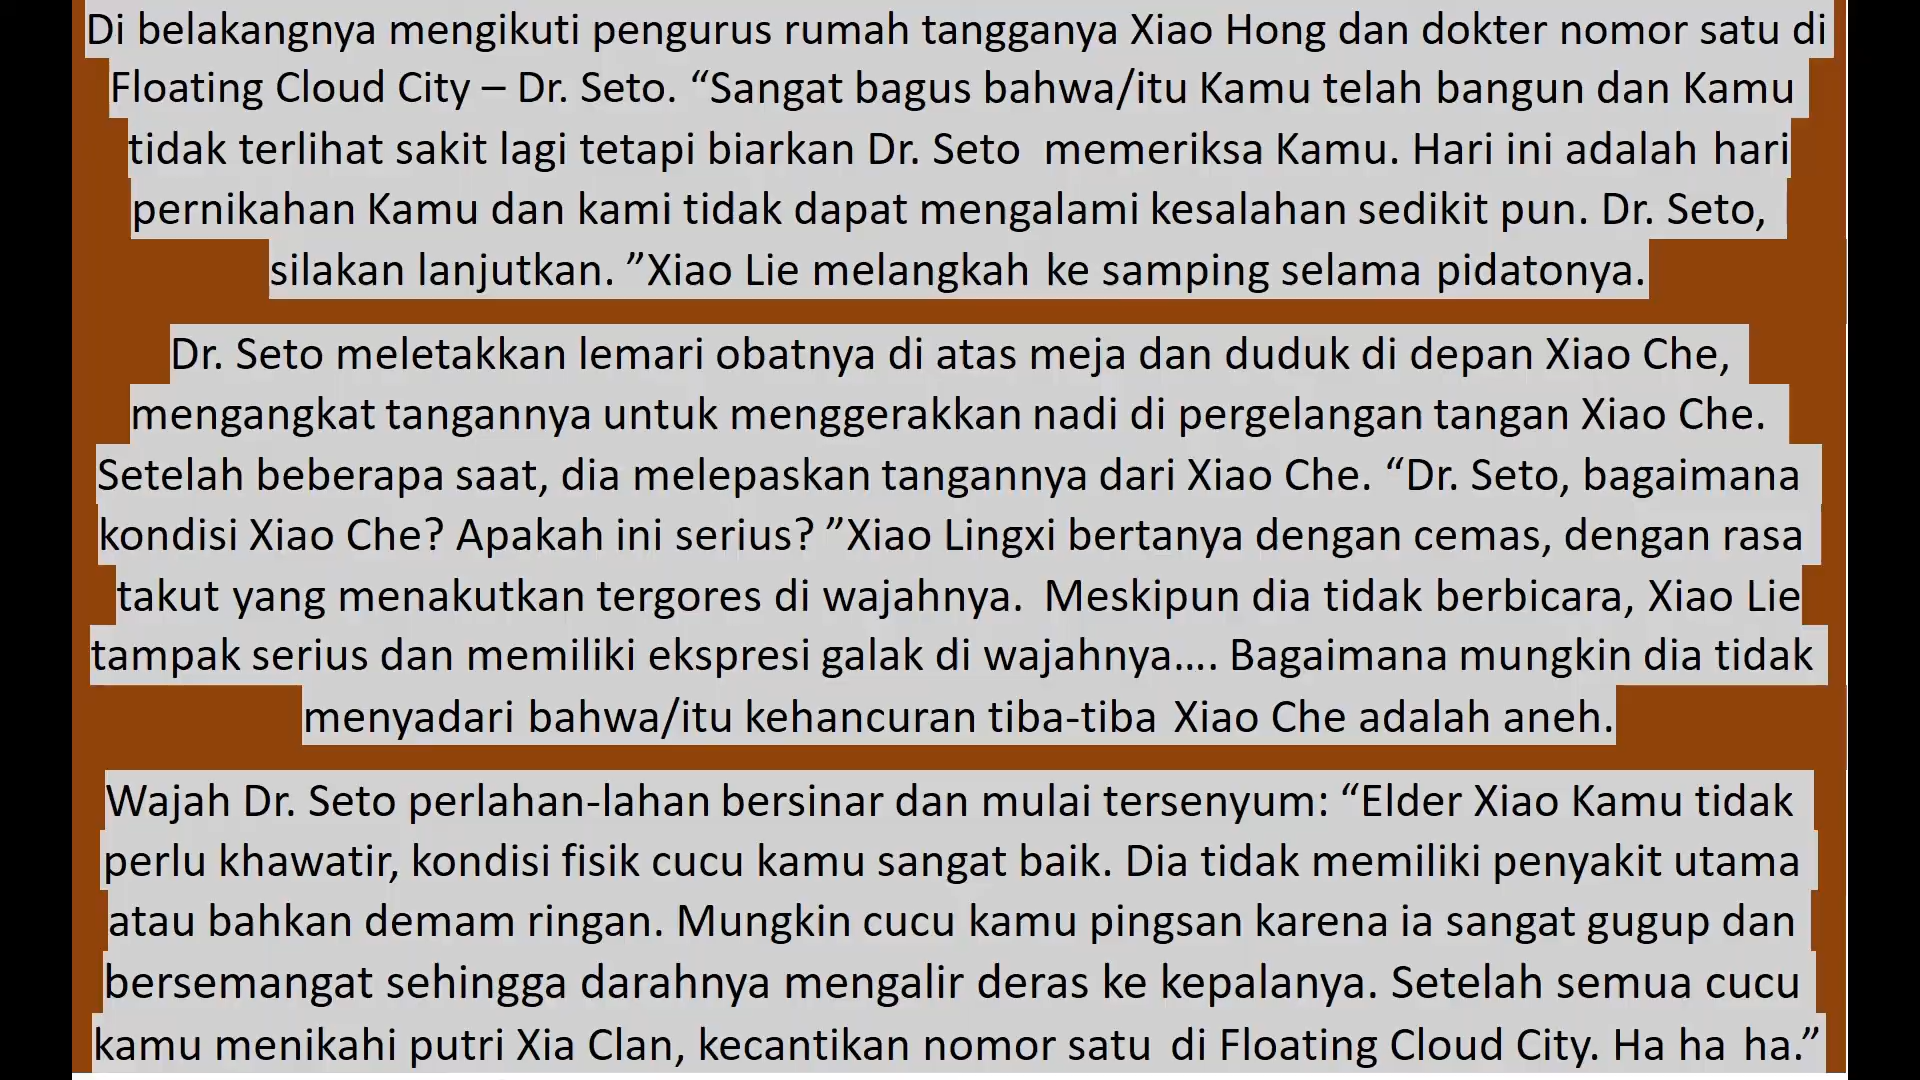 Di belakangnya mengikuti pengurus rumah tangganya Xiao Hong dan dokter nomor satu di
Floating Cloud City – Dr. Seto. “Sangat bagus bahwa/itu Kamu telah bangun dan Kamu
tidak terlihat sakit lagi tetapi biarkan Dr. Seto memeriksa Kamu. Hari ini adalah hari
pernikahan Kamu dan kami tidak dapat mengalami kesalahan sedikit pun. Dr. Seto,
silakan lanjutkan. ”Xiao Lie melangkah ke samping selama pidatonya.
Dr. Seto meletakkan lemari obatnya di atas meja dan duduk di depan Xiao Che,
mengangkat tangannya untuk menggerakkan nadi di pergelangan tangan Xiao Che.
Setelah beberapa saat, dia melepaskan tangannya dari Xiao Che. “Dr. Seto, bagaimana
kondisi Xiao Che? Apakah ini serius? ”Xiao Lingxi bertanya dengan cemas, dengan rasa
takut yang menakutkan tergores di wajahnya. Meskipun dia tidak berbicara, Xiao Lie
tampak serius dan memiliki ekspresi galak di wajahnya…. Bagaimana mungkin dia tidak
menyadari bahwa/itu kehancuran tiba-tiba Xiao Che adalah aneh.
Wajah Dr. Seto perlahan-lahan bersinar dan mulai tersenyum: “Elder Xiao Kamu tidak
perlu khawatir, kondisi fisik cucu kamu sangat baik. Dia tidak memiliki penyakit utama
atau bahkan demam ringan. Mungkin cucu kamu pingsan karena ia sangat gugup dan
bersemangat sehingga darahnya mengalir deras ke kepalanya. Setelah semua cucu
kamu menikahi putri Xia Clan, kecantikan nomor satu di Floating Cloud City. Ha ha ha.”